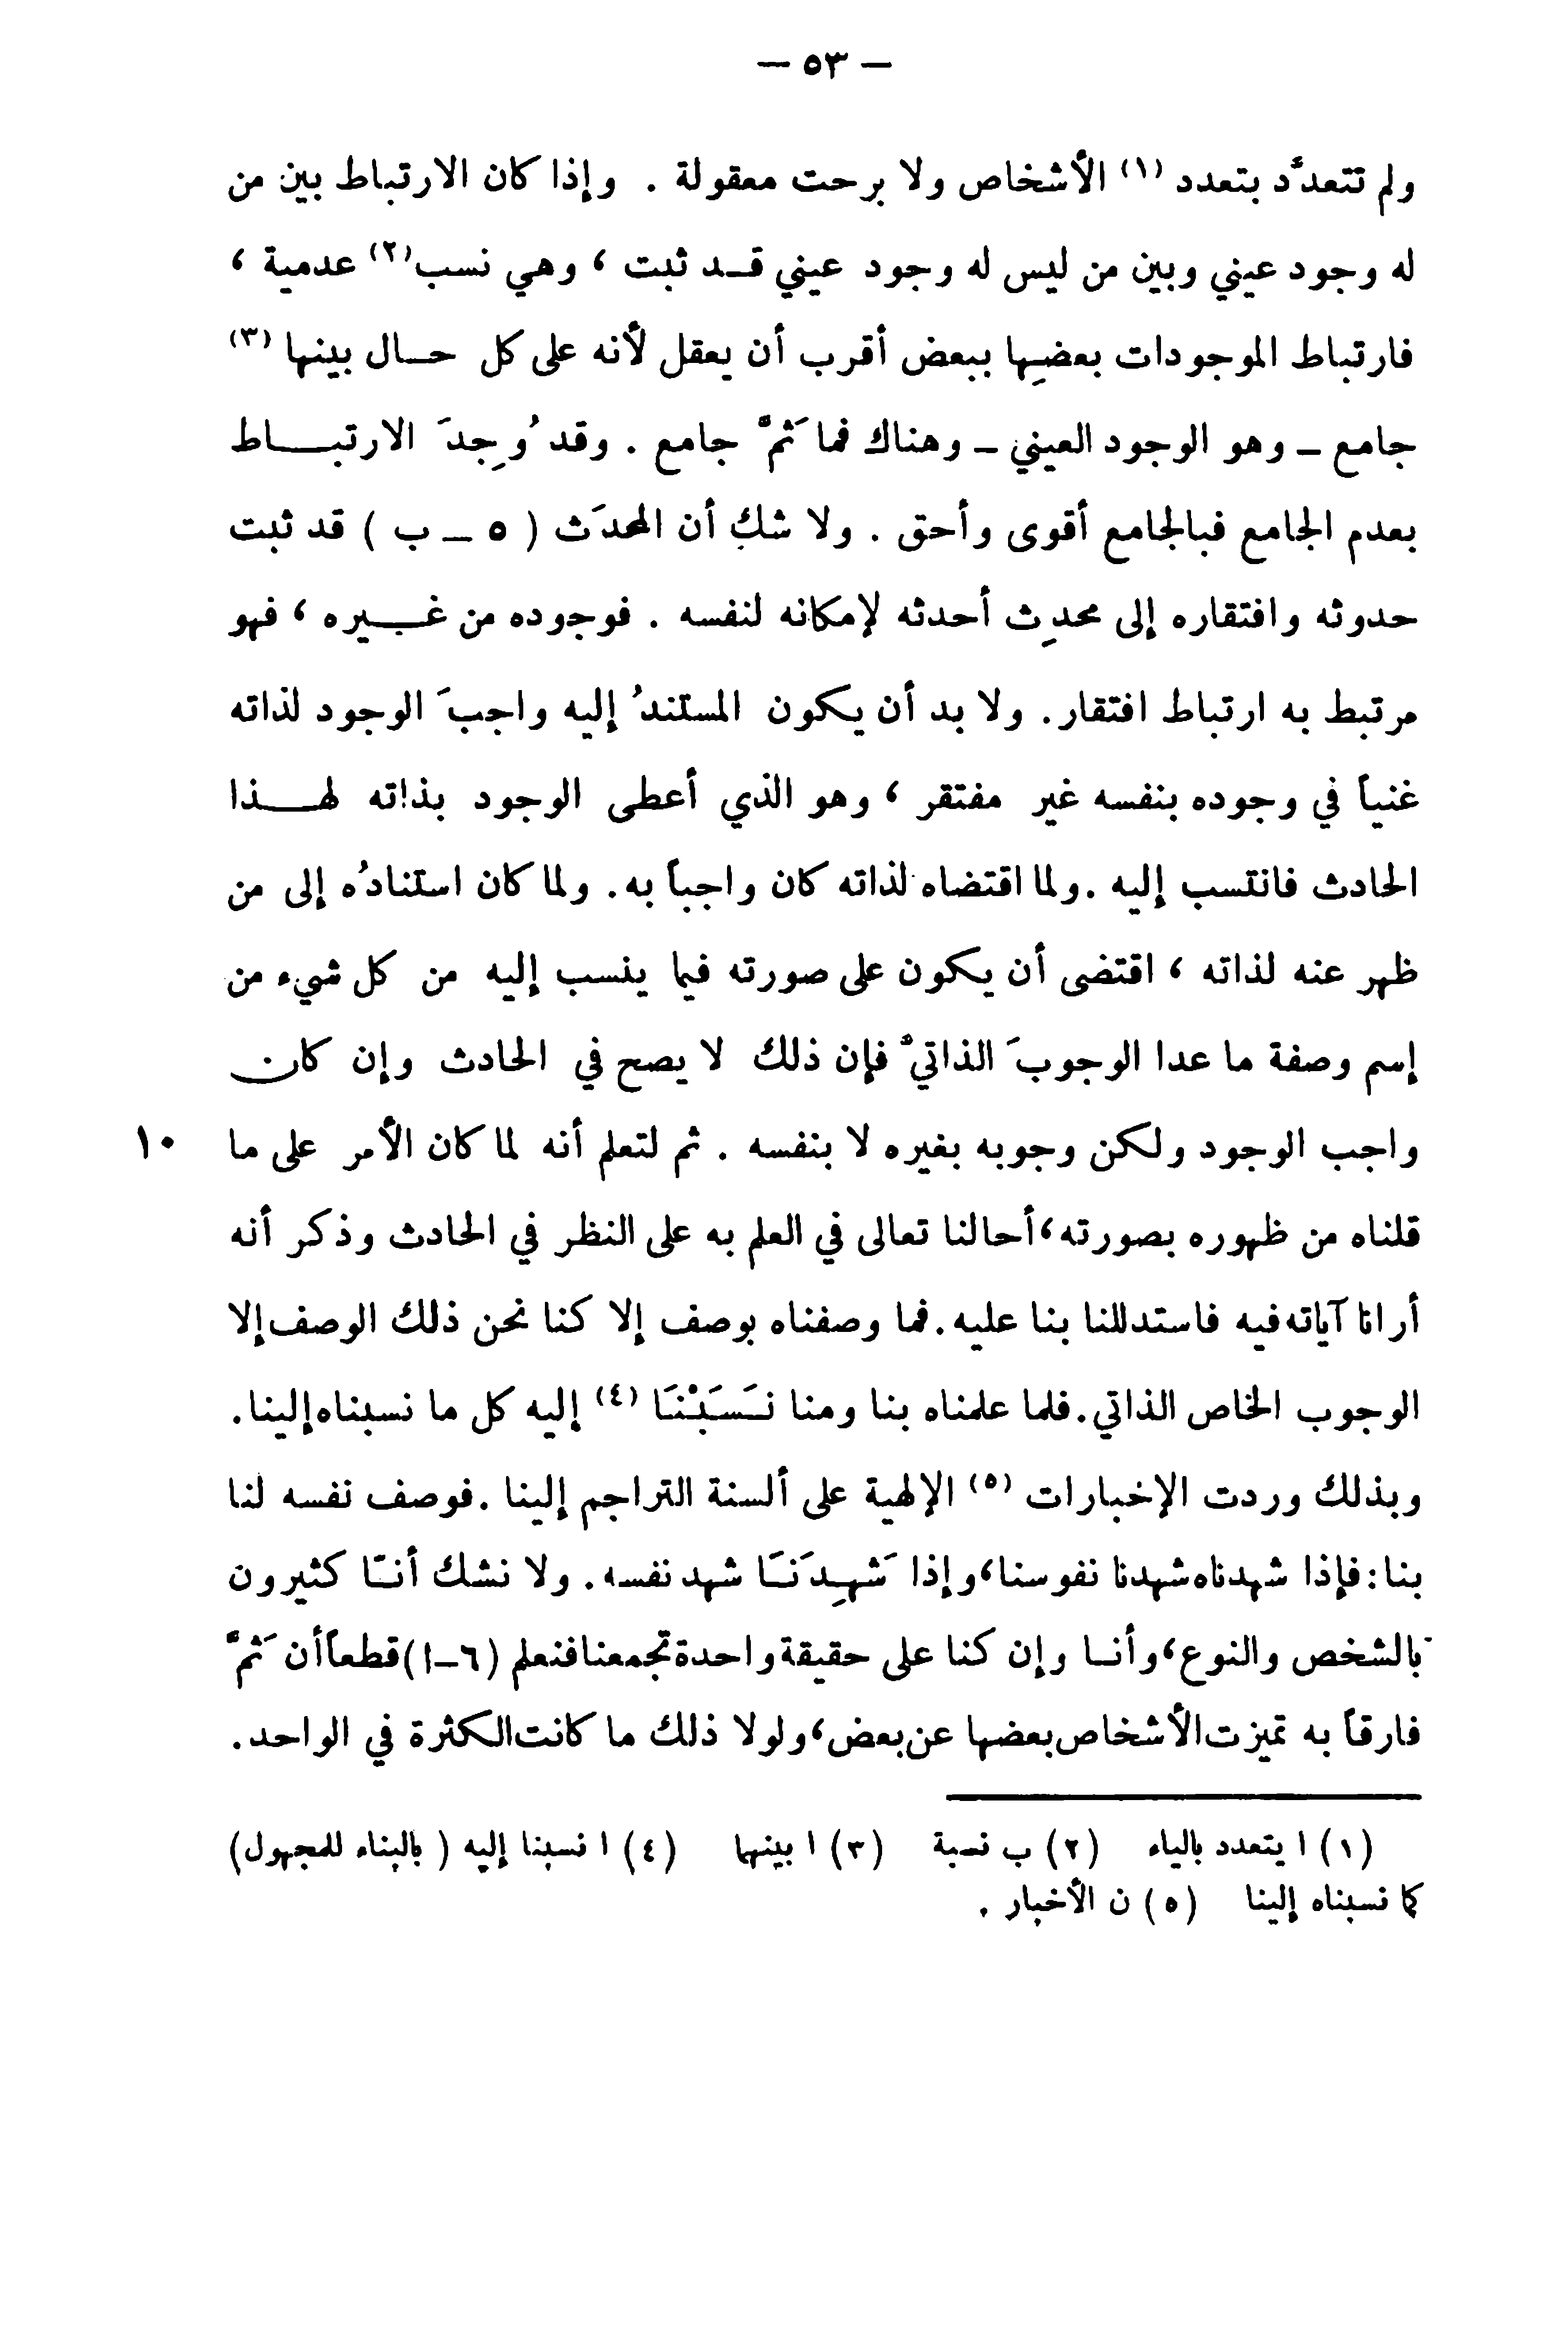 — ٥٣ —
ولم تتعدَّد بتعدد (١) الأشخاص ولا برحت معقولة . وإذا كان الارتباط بين من
له وجود عيني وبين من ليس له وجود عيني قـد ثبت ، وهي نسب(٢) عدمية ،
فارتباط الموجودات بعضِها ببعض أقرب أن يعقل لأنه على كل حـال بينها (٣)
جامع – وهو الوجود العيني – وهناك فما ثَمَّ جامع . وقد وُجِدَ الارتبـاط
بعدم الجامع فبالجامع أقوى وأحق . ولا شك أن المحدَث ( ٥ – ب ) قد ثبت
حدوثه وافتقاره إلى محدِث أحدثه لإمكانه لنفسه . فوجوده من غـيره ، فهو
مرتبط به ارتباط افتقار. ولا بد أن يكون المستندُ إليه واجبَ الوجود لذاته
غنياً في وجوده بنفسه غير مفتقر ، وهو الذي أعطى الوجود بذاته لهـذا
الحادث فانتسب إليه . ولما اقتضاه لذاته كان واجباً به. ولما كان استنادُه إلى من
ظهر عنه لذاته ، اقتضى أن يكون على صورته فيما ينسب إليه من كل شيء من
إسم وصفة ما عدا الوجوبَ الذاتيَّ فإن ذلك لا يصح في الحادث وإن كان
واجب الوجود ولكن وجوبه بغيره لا بنفسه . ثم لتعلم أنه لما كان الأمر على ما ١٠
قلناه من ظهوره بصورته، أحالنا تعالى في العلم به على النظر في الحادث وذكر أنه
أرانا آياته فيه فاستدللنا بنا عليه. فما وصفناه بوصف إلا كنا نحن ذلك الوصف إلا
الوجوب الخاص الذاتي. فلما علمناه بنا ومنا نَسَبْنَا (٤) إليه كل ما نسبناه إلينا.
وبذلك وردت الإخبارات (٥) الإلهية على ألسنة التراجم إلينا . فوصف نفسه لنا
بنا: فإذا شهدناه شهدنا نفوسنا، وإذا شَهِدَنَا شهد نفسه. ولا نشك أنـّا كثيرون
بالشخص والنوع، وأنـا وإن كنا على حقيقة واحدة تجمعنا فنعلم (٦–ا) قطعاً أن ثَمَّ
فارقاً به تميزت الأشخاص بعضها عن بعض، ولولا ذلك ما كانت الكثرة في الواحد.
(١) ا يتعدد بالياء (٢) ب نسبة (٣) ا بينهما (٤) ا نسبنا إليه ( بالبناء للمجهول)
كما نسبناه إلينا (٥) ن الأخبار .